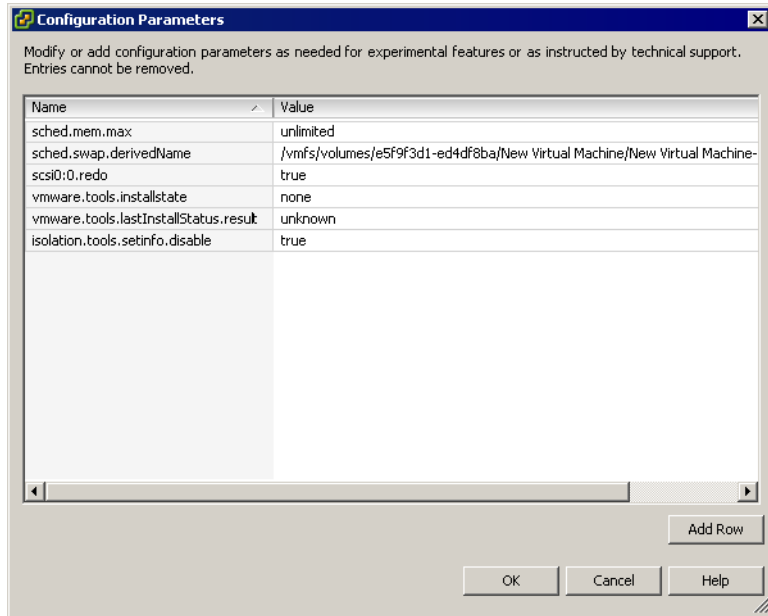 Configuration Parameters
Modify or add configuration parameters as needed for experimental features or as instructed by technical support.
Entries cannot be removed.
Name Value
sched.mem.max unlimited
sched.swap.derivedName /vmfs/volumes/e5f9f3d1-ed4df8ba/New Virtual Machine/New Virtual Machine-
scsi0:0.redo true
vmware.tools.installstate none
vmware.tools.lastInstallStatus.result unknown
isolation.tools.setinfo.disable true
Add Row
OK Cancel Help